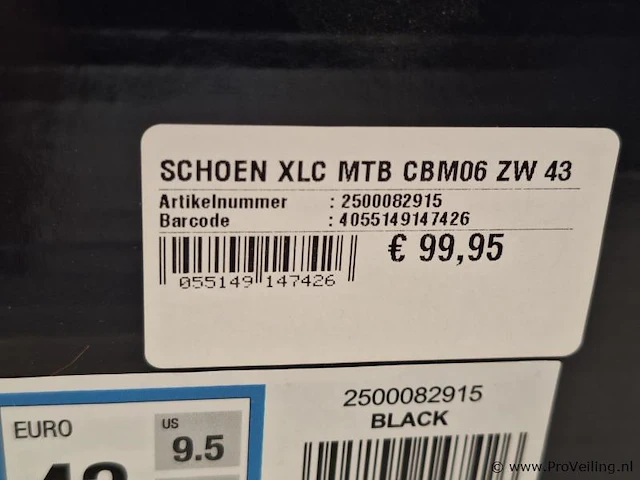 SCHOEN XLC MTB CBM06 ZW 43
Artikelnummer : 2500082915
Barcode : 4055149147426
€ 99,95
055149 147426
2500082915
BLACK
EURO
US
9.5
© www.ProVeiling.nl